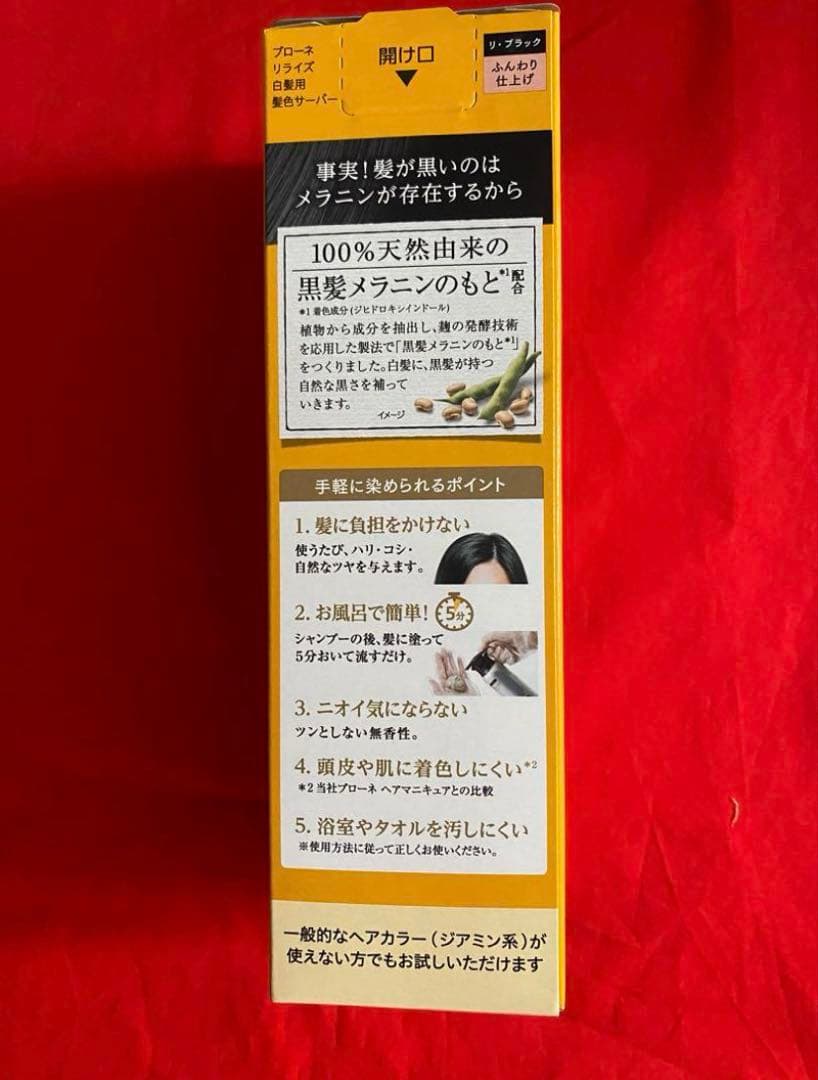 ブローネ
リライズ
白髪用
髪色サーバー
開け口
リ・ブラック
ふんわり
仕上げ
事実!髪が黒いのは
メラニンが存在するから
100%天然由来の
黒髪メラニンのもと*1配合
*1 着色成分(ジヒドロキシインドール)
植物から成分を抽出し、麹の発酵技術
を応用した製法で「黒髪メラニンのもと*1」
をつくりました。白髪に、黒髪が持つ
自然な黒さを補って
いきます。
イメージ
手軽に染められるポイント
1. 髪に負担をかけない
使うたび、ハリ・コシ・
自然なツヤを与えます。
2. お風呂で簡単!
5分
シャンプーの後、髪に塗って
5分おいて流すだけ。
3. ニオイ気にならない
ツンとしない無香性。
4. 頭皮や肌に着色しにくい*2
*2 当社ブローネ ヘアマニキュアとの比較
5. 浴室やタオルを汚しにくい
※使用方法に従って正しくお使いください。
一般的なヘアカラー(ジアミン系)が
使えない方でもお試しいただけます